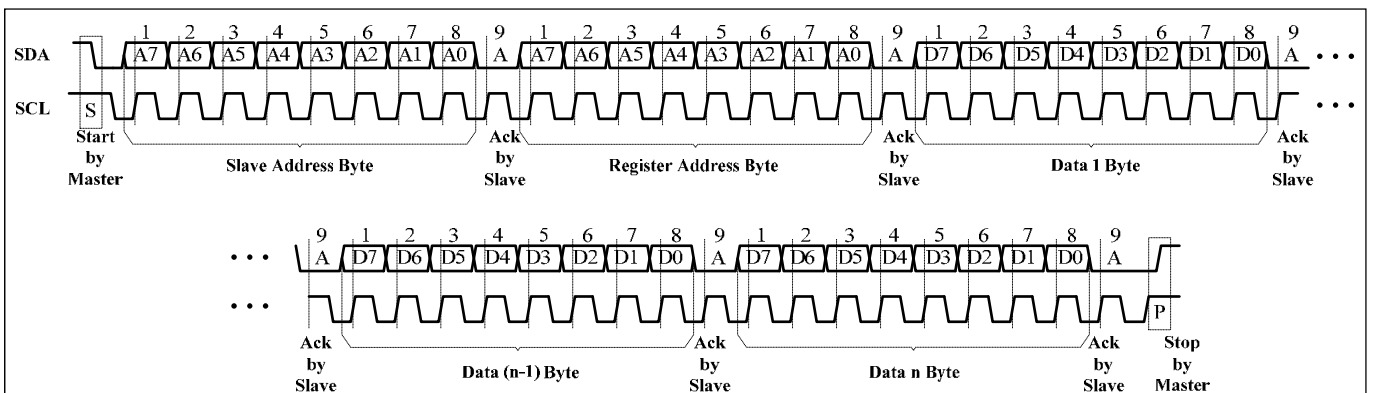 1 2 3 4 5 6 7 8 9 1 2 3 4 5 6 7 8 9 1 2 3 4 5 6 7 8 9
SDA A7 A6 A5 A4 A3 A2 A1 A0 A A7 A6 A5 A4 A3 A2 A1 A0 A D7 D6 D5 D4 D3 D2 D1 D0 A • • •
SCL S • • •
Start by Master
Slave Address Byte
Ack by Slave
Register Address Byte
Ack by Slave
Data 1 Byte
Ack by Slave
9 1 2 3 4 5 6 7 8 9 1 2 3 4 5 6 7 8 9
• • • A D7 D6 D5 D4 D3 D2 D1 D0 A D7 D6 D5 D4 D3 D2 D1 D0 A
• • • P
Ack by Slave
Data (n-1) Byte
Ack by Slave
Data n Byte
Ack by Slave
Stop by Master